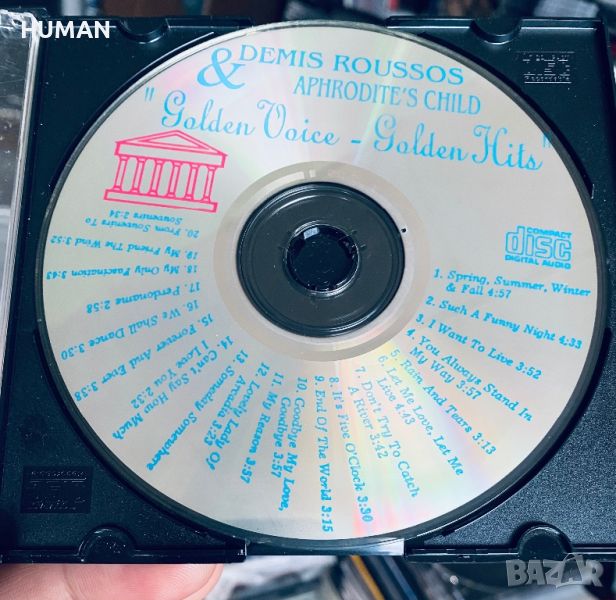 HUMAN
DEMIS ROUSSOS
&
APHRODITE'S CHILD
"Golden Voice - Golden Hits"
COMPACT
disc
DIGITAL AUDIO
1. Spring, Summer, Winter
& Fall 4:57
2. Such A Funny Night 4:33
3. I Want To Live 3:52
4. You Always Stand In
My Way 3:57
5. Rain And Tears 3:13
6. Let Me Love, Let Me
Live 4:43
7. Don't Try To Catch
A River 3:42
8. It's Five O'Clock 3:30
9. End Of The World 3:15
10. Goodbye My Love,
Goodbye 3:57
11. My Reason 3:57
12. Lovely Lady Of
Arcadia 3:23
13. Someday Somewhere
14. Can't Say How Much
I Love You 2:32
15. Forever And Ever 3:38
16. We Shall Dance 3:30
17. Perdoname 2:58
18. My Only Fascination 3:43
19. My Friend The Wind 3:52
20. From Souvenirs To
Souvenirs 2:34
BAZAR.BG